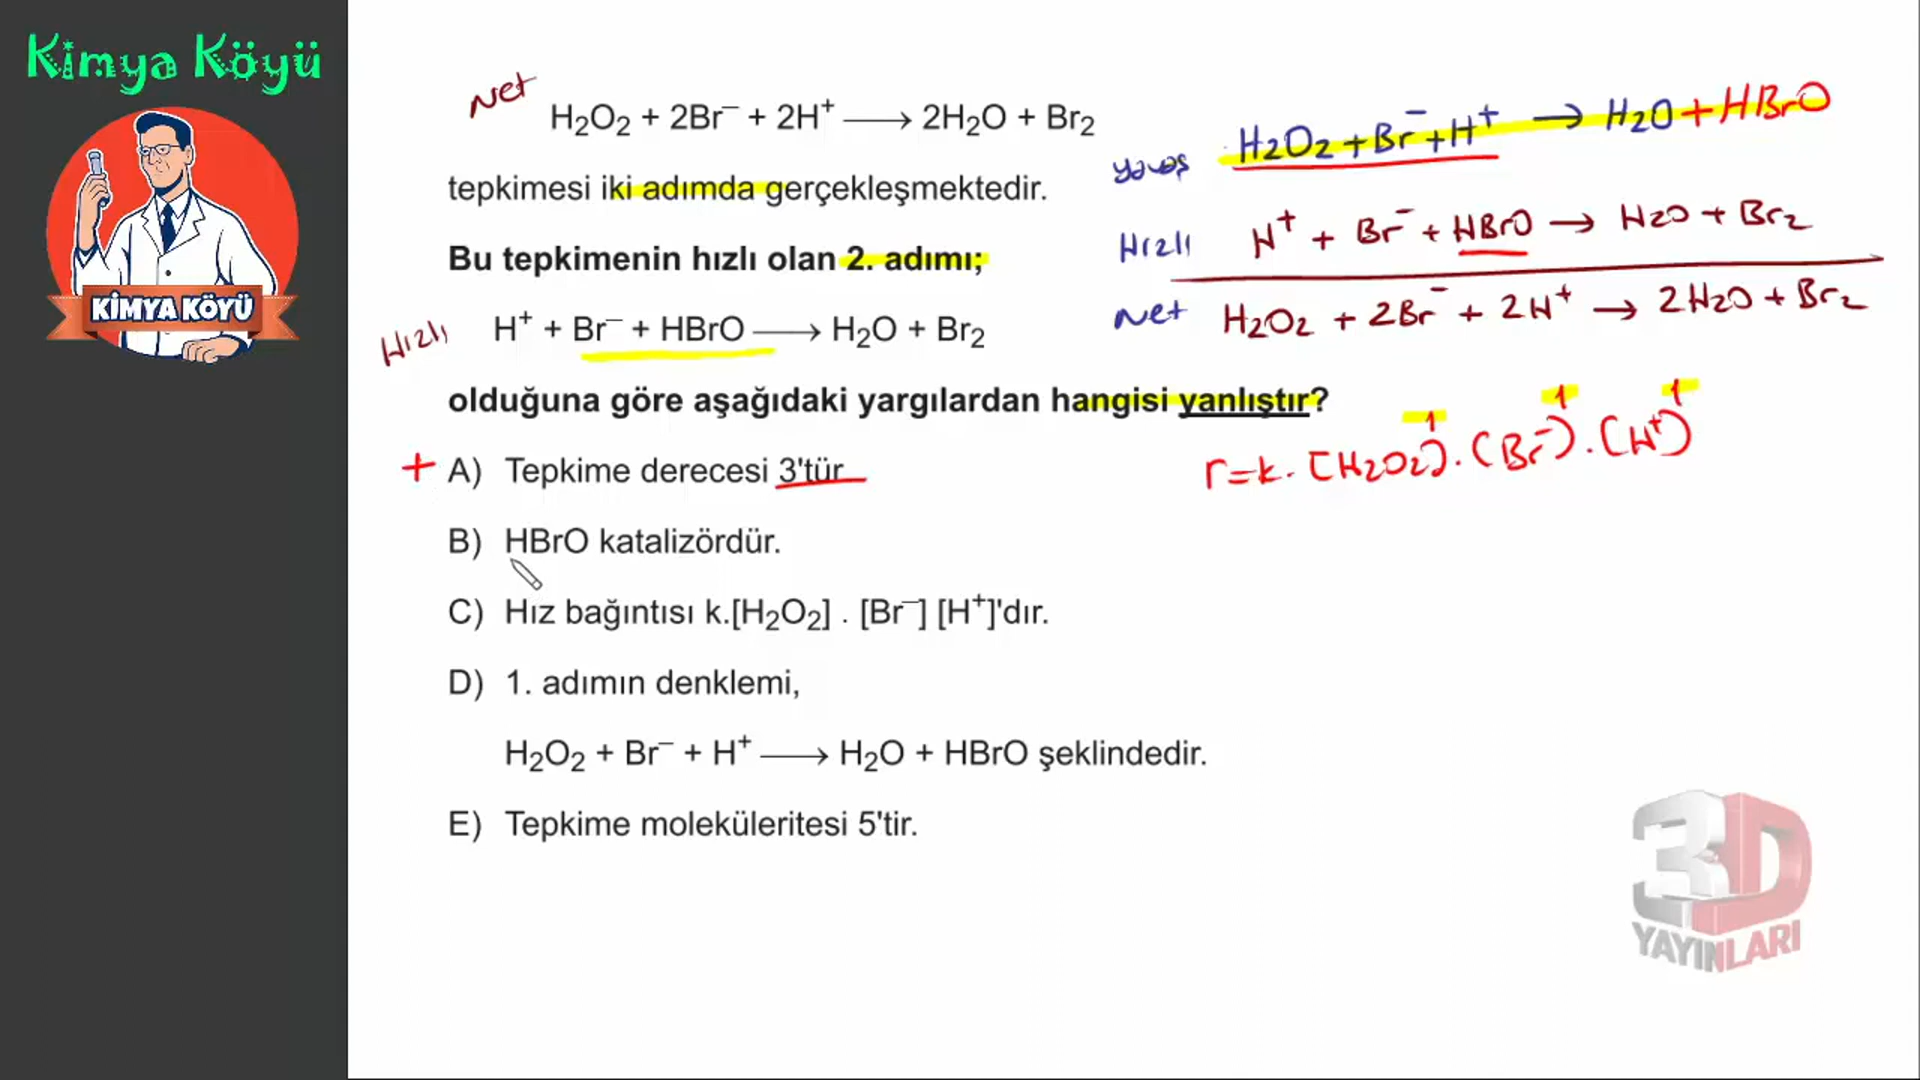 Kimya Köyü
KİMYA KÖYÜ
Net
H₂O₂ + 2Br⁻ + 2H⁺ ⟶ 2H₂O + Br₂
tepkimesi iki adımda gerçekleşmektedir.
Bu tepkimenin hızlı olan 2. adımı;
Hızlı
H⁺ + Br⁻ + HBrO ⟶ H₂O + Br₂
olduğuna göre aşağıdaki yargılardan hangisi yanlıştır?
+ A) Tepkime derecesi 3'tür
B) HBrO katalizördür.
C) Hız bağıntısı k.[H₂O₂] . [Br⁻] [H⁺]'dır.
D) 1. adımın denklemi,
H₂O₂ + Br⁻ + H⁺ ⟶ H₂O + HBrO şeklindedir.
E) Tepkime moleküleritesi 5'tir.
yavaş H₂O₂ + Br⁻ + H⁺ → H₂O + HBrO
Hızlı H⁺ + Br⁻ + HBrO → H₂O + Br₂
Net H₂O₂ + 2Br⁻ + 2H⁺ → 2H₂O + Br₂
r = k. [H₂O₂]¹. (Br⁻)¹. [H⁺]¹
3D
YAYINLARI